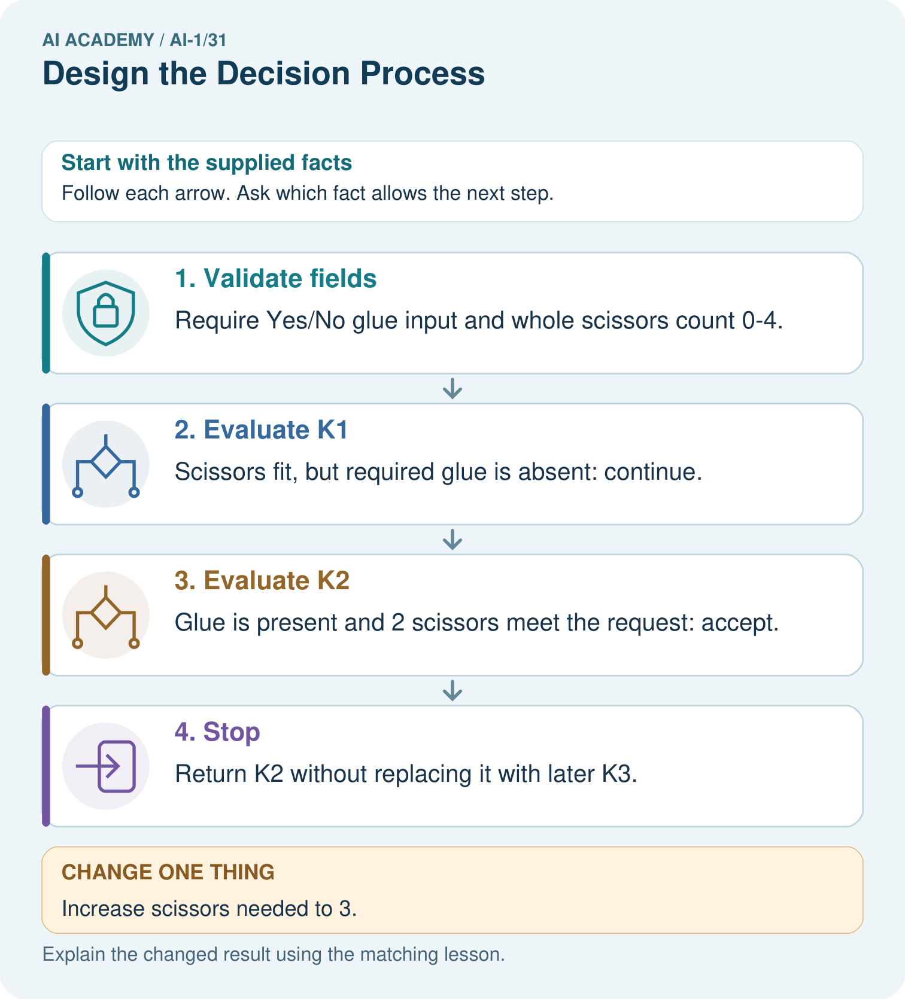 AI ACADEMY / AI-1/31
Design the Decision Process
Start with the supplied facts
Follow each arrow. Ask which fact allows the next step.
1. Validate fields
Require Yes/No glue input and whole scissors count 0-4.
2. Evaluate K1
Scissors fit, but required glue is absent: continue.
3. Evaluate K2
Glue is present and 2 scissors meet the request: accept.
4. Stop
Return K2 without replacing it with later K3.
CHANGE ONE THING
Increase scissors needed to 3.
Explain the changed result using the matching lesson.